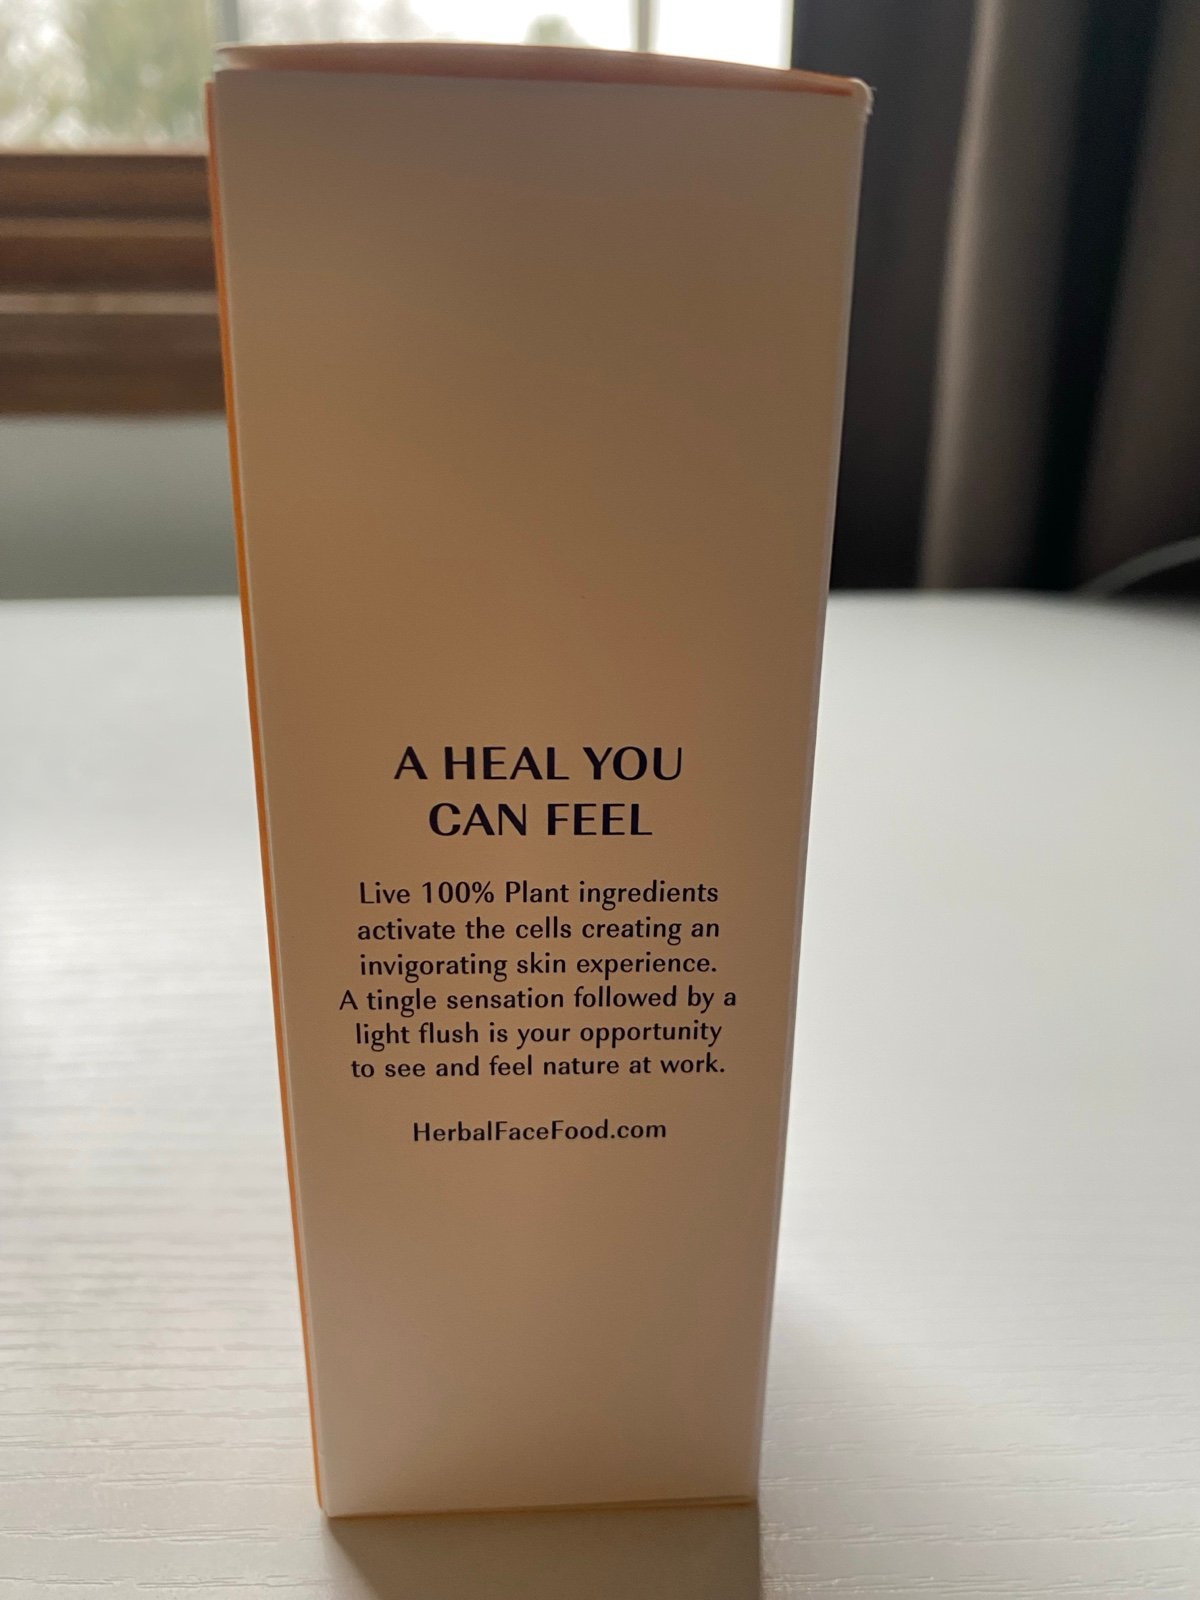 A HEAL YOU
CAN FEEL
Live 100% Plant ingredients
activate the cells creating an
invigorating skin experience.
A tingle sensation followed by a
light flush is your opportunity
to see and feel nature at work.
HerbalFaceFood.com